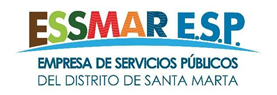 ESSMAR E.S.P.
EMPRESA DE SERVICIOS PÚBLICOS
DEL DISTRITO DE SANTA MARTA